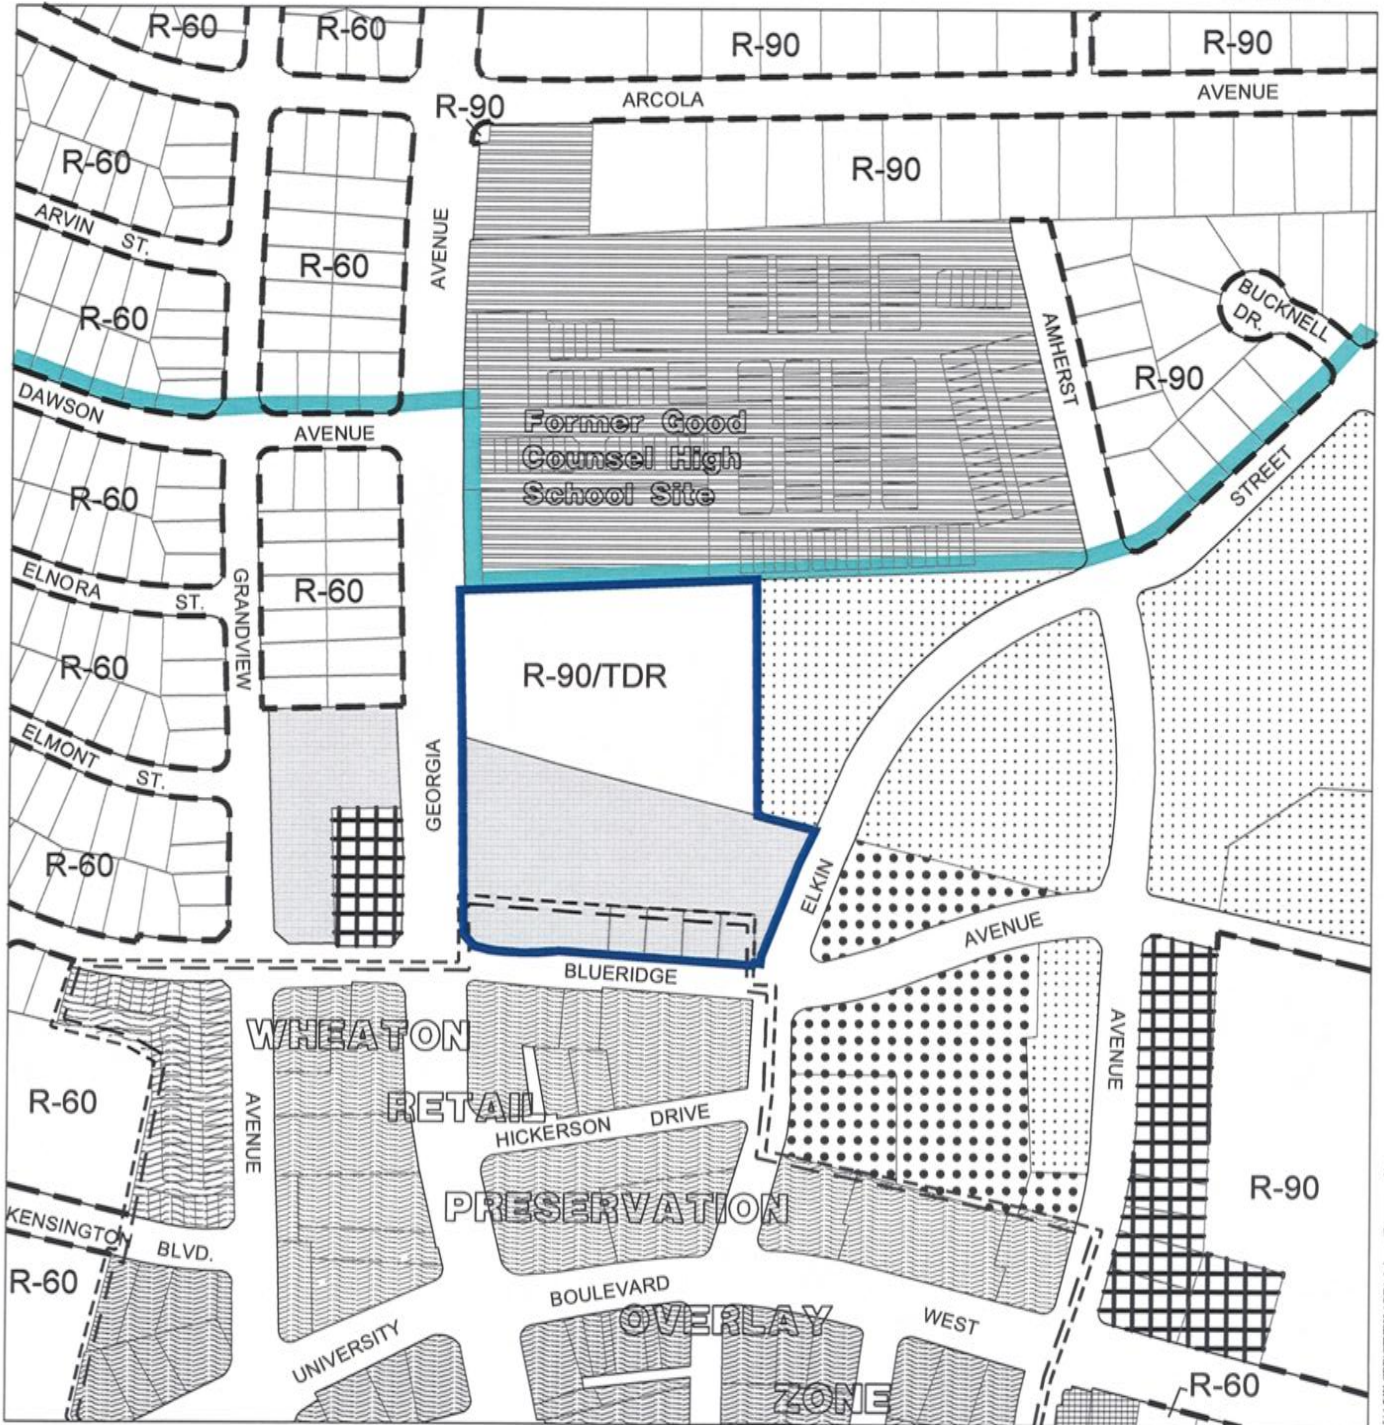 R-60
R-60
R-90
R-90
ARCOLA
AVENUE
R-90
R-60
R-90
ARVIN ST.
AVENUE
R-60
R-60
BUCKNELL
DR.
AMHERST
R-90
DAWSON
AVENUE
Former Good
Counsel High
School Site
STREET
R-60
ELNORA ST.
GRANDVIEW
R-60
R-60
R-90/TDR
ELMONT ST.
GEORGIA
R-60
ELKIN
AVENUE
BLUERIDGE
WHEATON
AVENUE
R-60
AVENUE
RETAIL
HICKERSON DRIVE
R-90
PRESERVATION
KENSINGTON BLVD.
R-60
BOULEVARD
OVERLAY
WEST
UNIVERSITY
ZONE
R-60